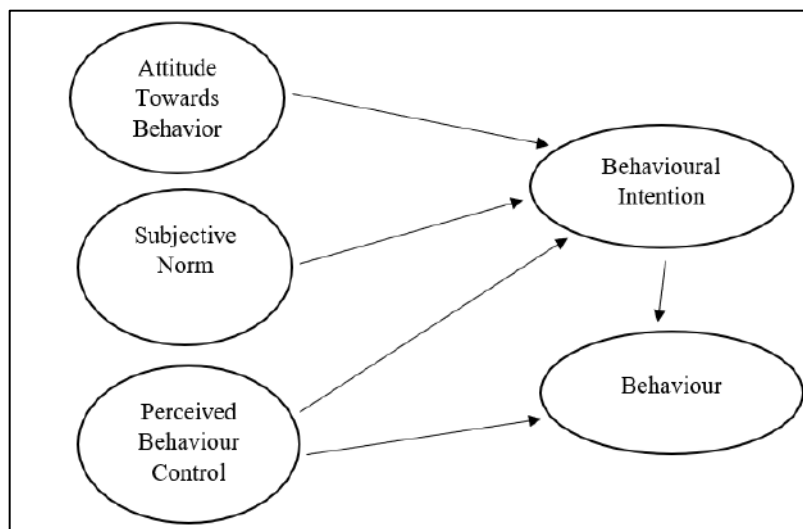 Attitude
Towards
Behavior
Subjective
Norm
Perceived
Behaviour
Control
Behavioural
Intention
Behaviour